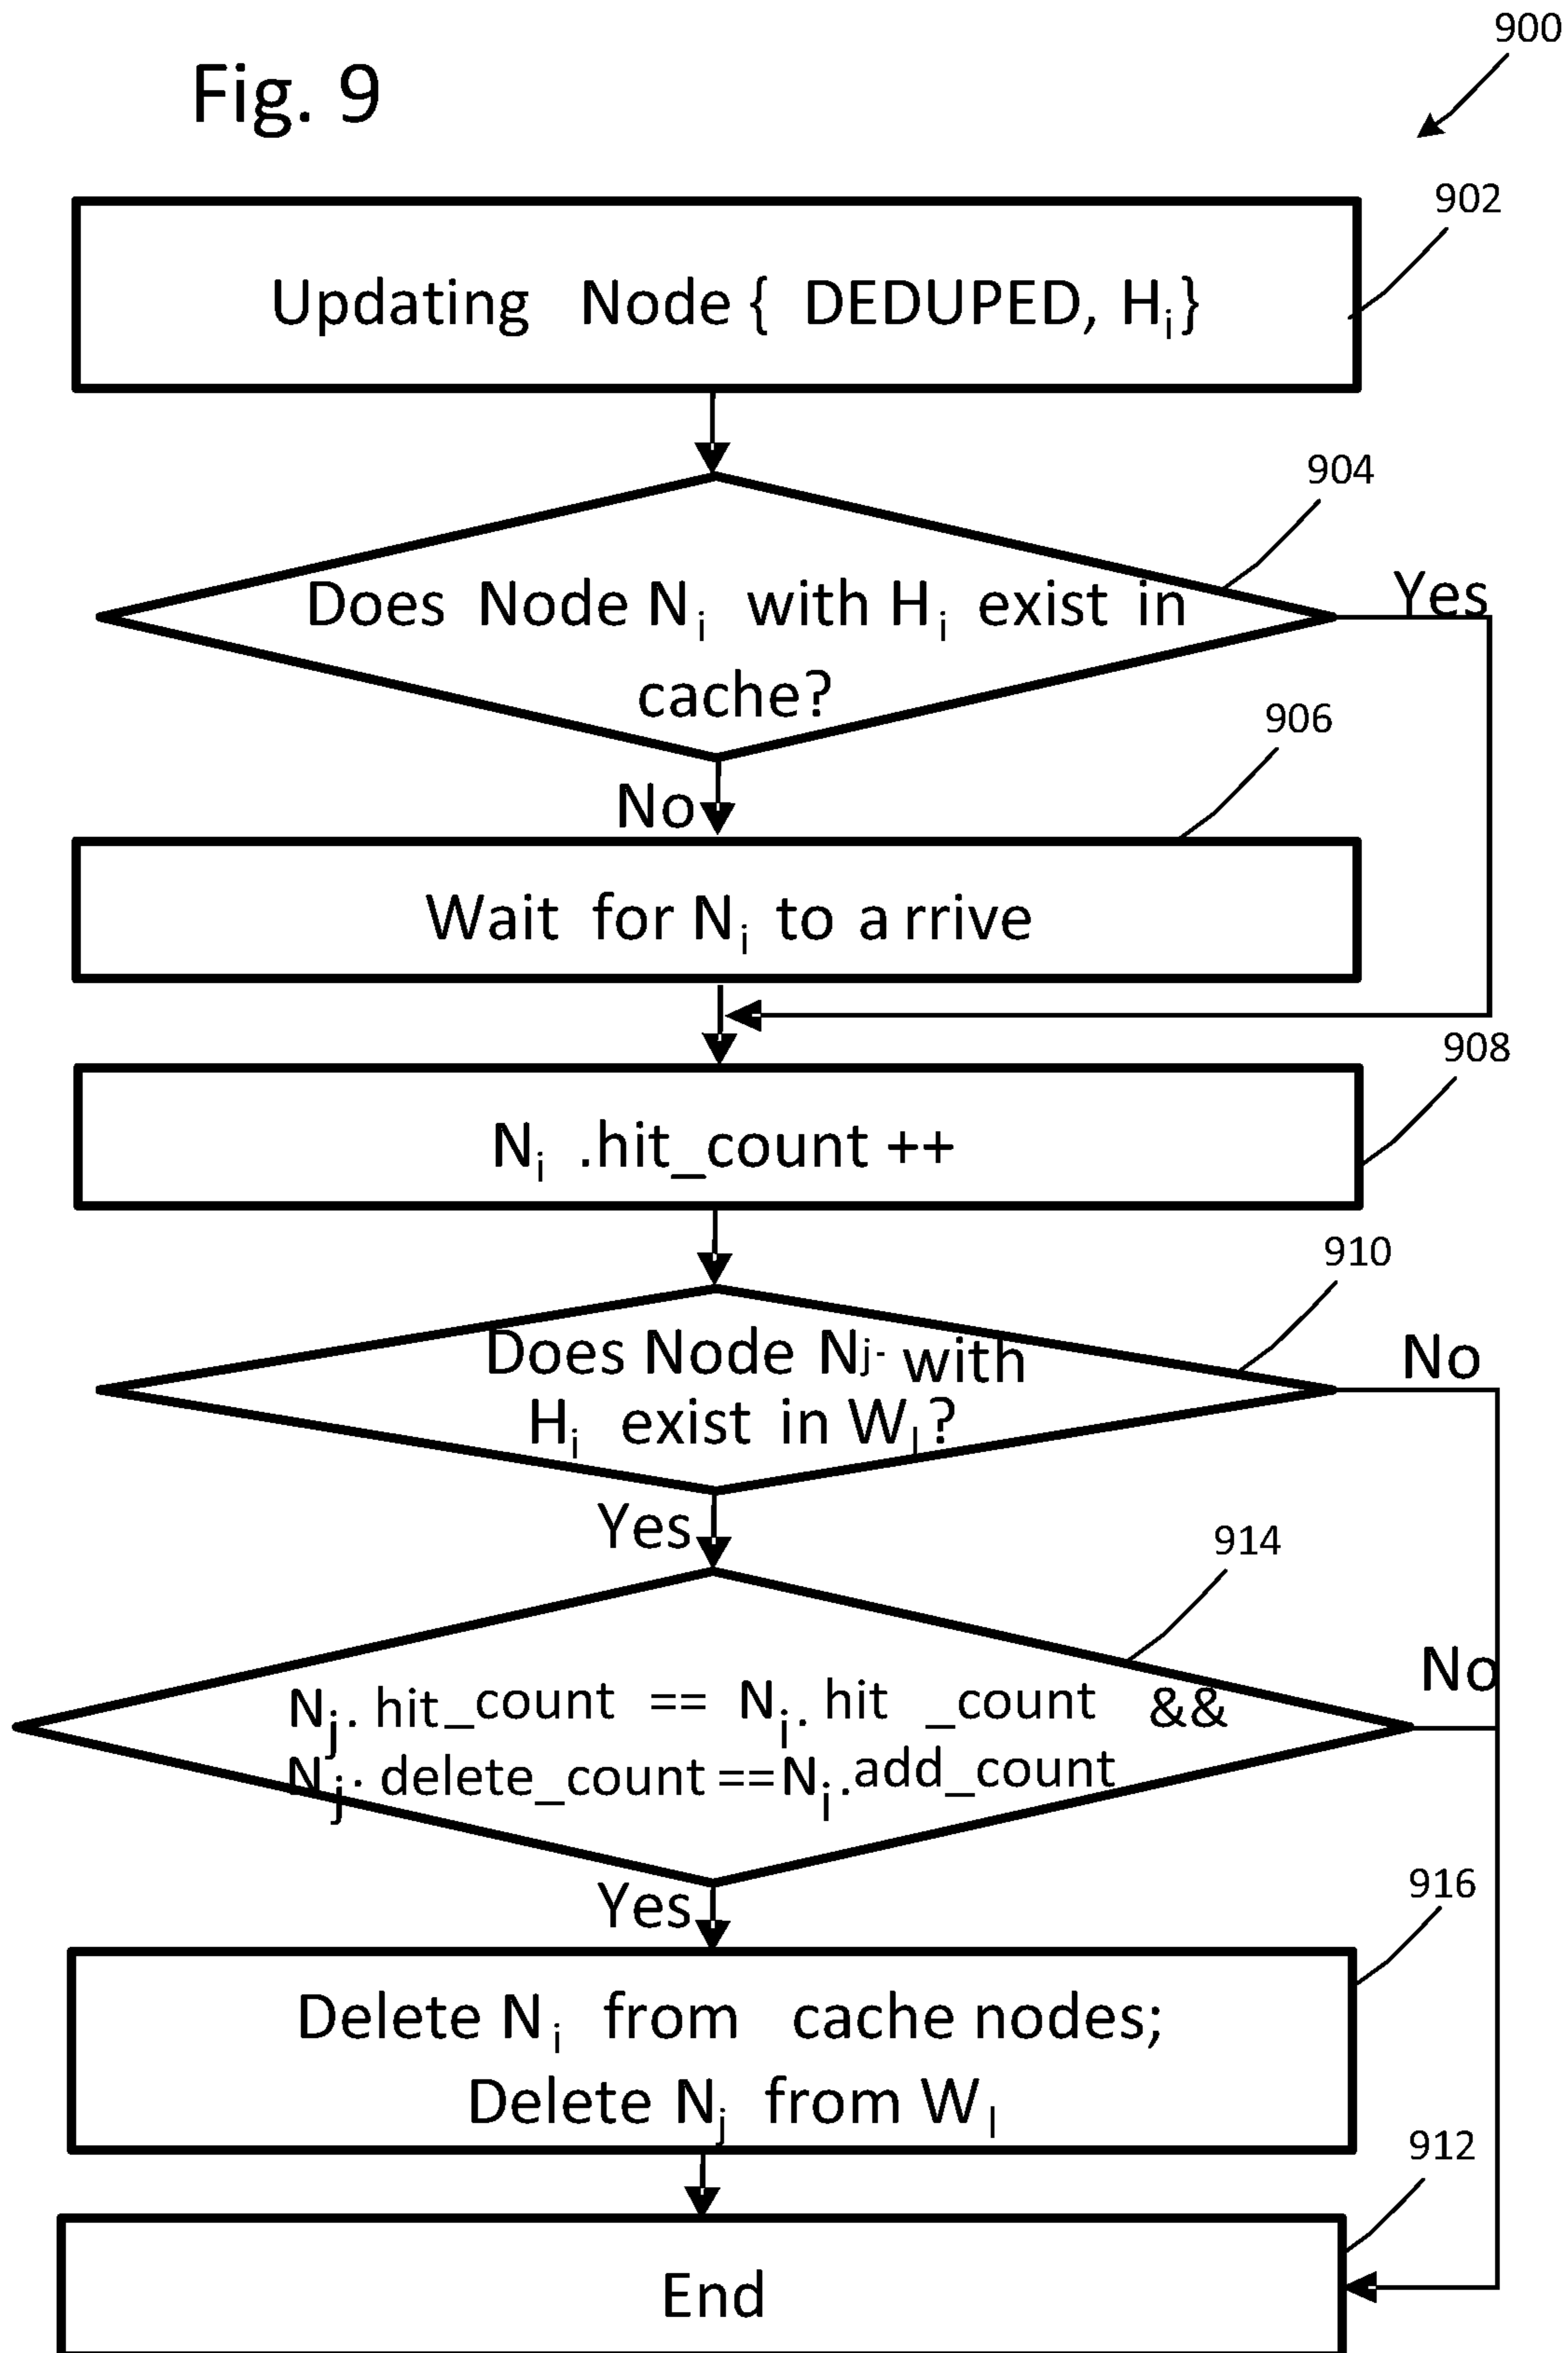 900
Fig. 9
902
Updating Node { DEDUPED, Hi}
904
Does Node Ni with Hi exist in
Yes
cache?
906
No
Wait for Ni to a rrive
908
Ni .hit_count ++
910
Does Node Nj- with
No
Hi exist in Wl?
Yes
914
No
Nj. hit_count == Ni. hit _count &&
Nj. delete_count==Ni.add_count
Yes
916
Delete Ni from cache nodes;
Delete Nj from Wl
912
End